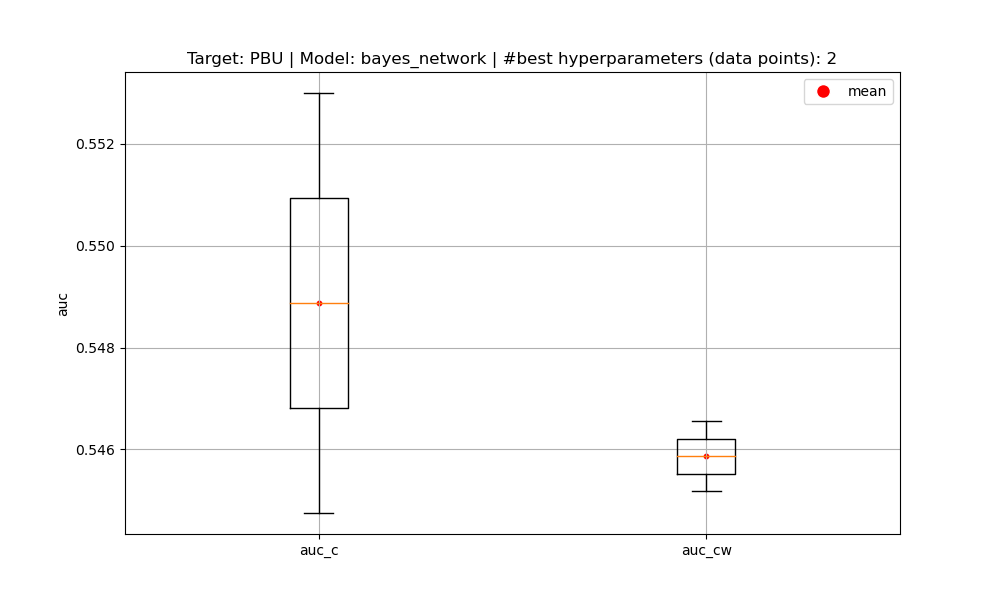 Target: PBU | Model: bayes_network | #best hyperparameters (data points): 2
mean
0.552
0.550
0.548
0.546
auc
auc_c
auc_cw